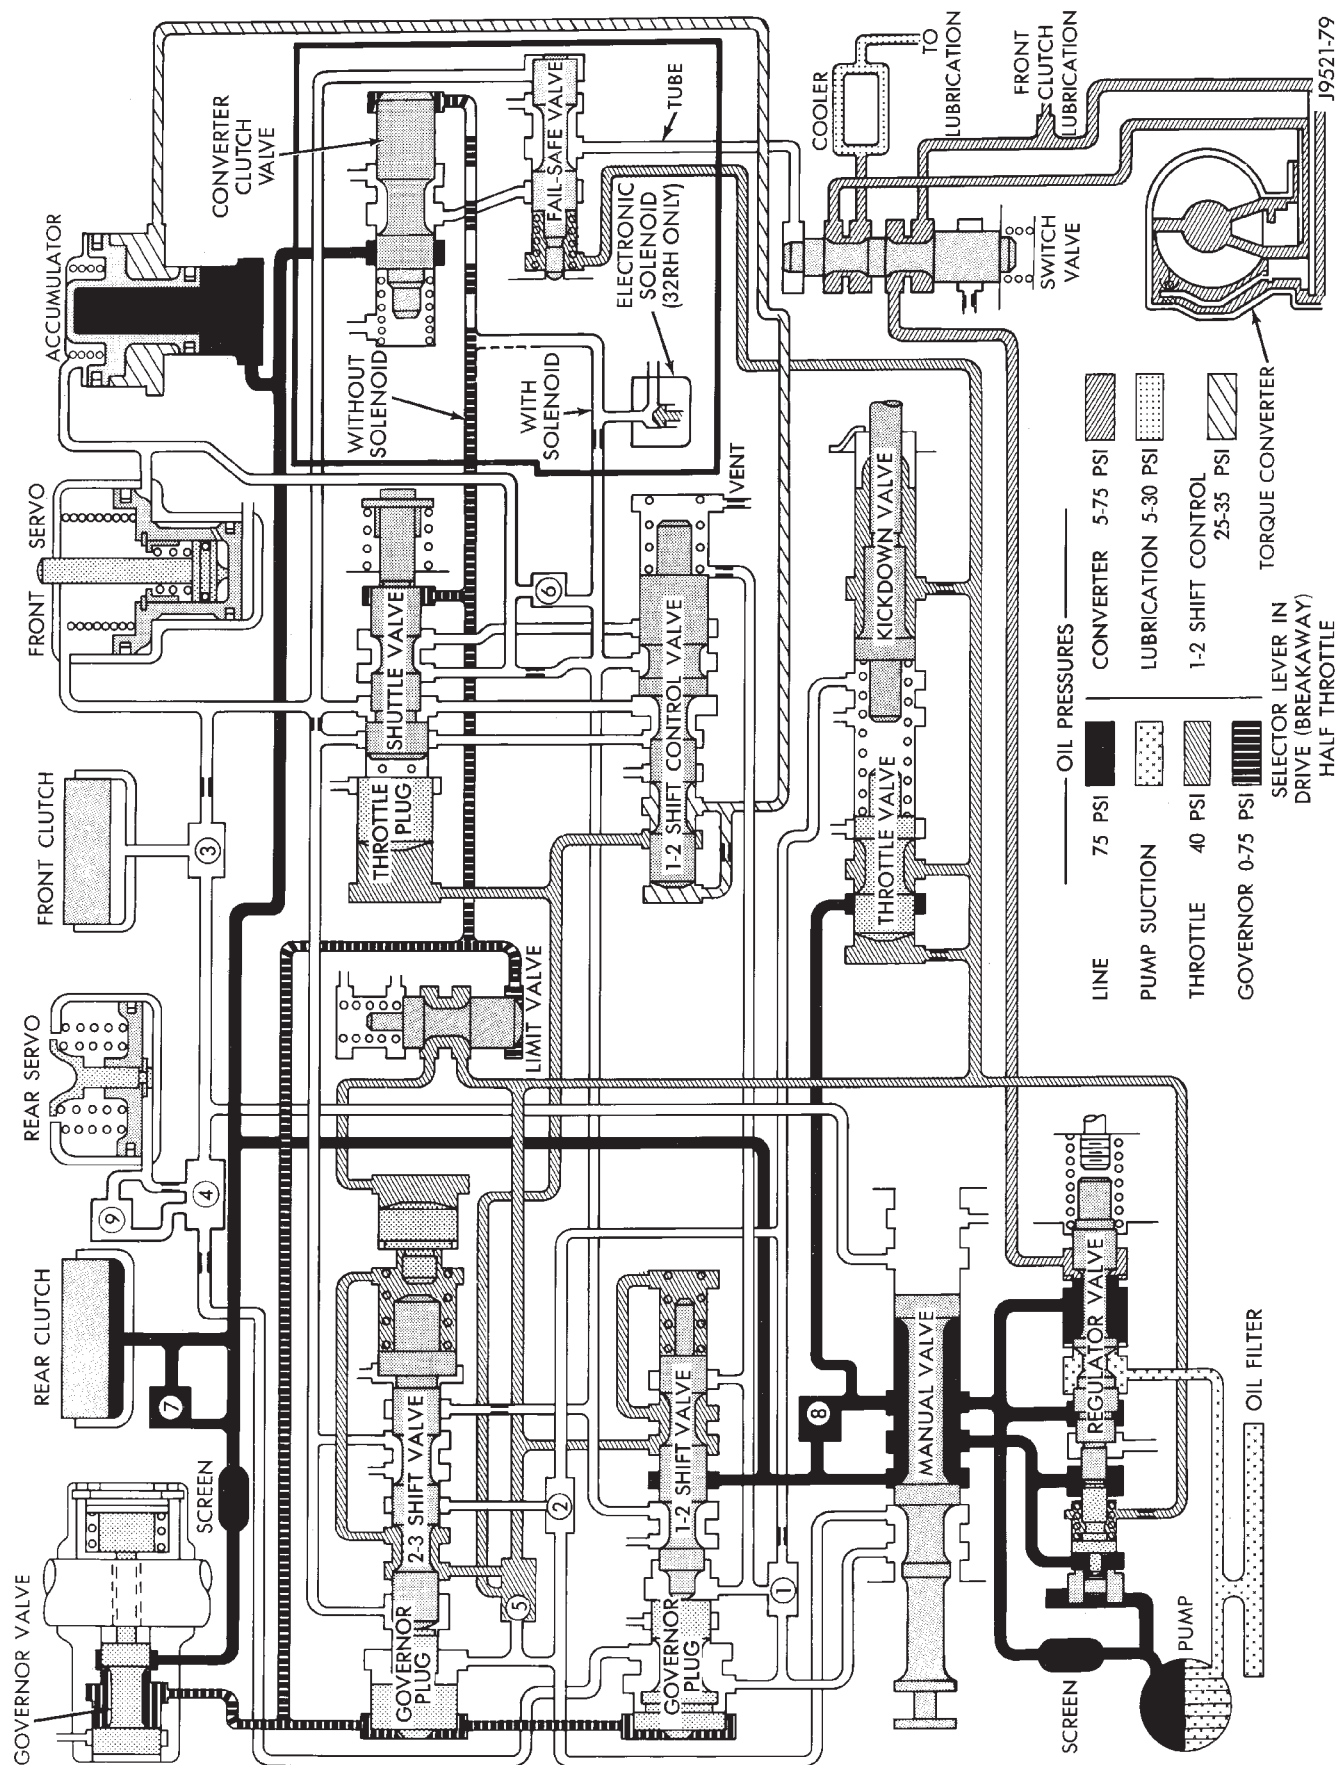 GOVERNOR VALVE
REAR CLUTCH
REAR SERVO
FRONT CLUTCH
FRONT SERVO
ACCUMULATOR
SCREEN
7
9
4
3
CONVERTER
CLUTCH
VALVE
WITHOUT
SOLENOID
GOVERNOR
PLUG
2-3 SHIFT VALVE
LIMIT VALVE
THROTTLE
PLUG
SHUTTLE VALVE
FAIL-SAFE VALVE
5
2
6
WITH
SOLENOID
ELECTRONIC
SOLENOID
(32RH ONLY)
TUBE
GOVERNOR
PLUG
1-2 SHIFT VALVE
1-2 SHIFT CONTROL VALVE
VENT
1
8
COOLER
TO
LUBRICATION
MANUAL VALVE
THROTTLE VALVE
KICKDOWN VALVE
FRONT
CLUTCH
LUBRICATION
SWITCH
VALVE
SCREEN
PUMP
REGULATOR VALVE
OIL FILTER
OIL PRESSURES
LINE 75 PSI
PUMP SUCTION
THROTTLE 40 PSI
GOVERNOR 0-75 PSI
CONVERTER 5-75 PSI
LUBRICATION 5-30 PSI
1-2 SHIFT CONTROL
25-35 PSI
TORQUE CONVERTER
SELECTOR LEVER IN
DRIVE (BREAKAWAY)
HALF THROTTLE
J9521-79